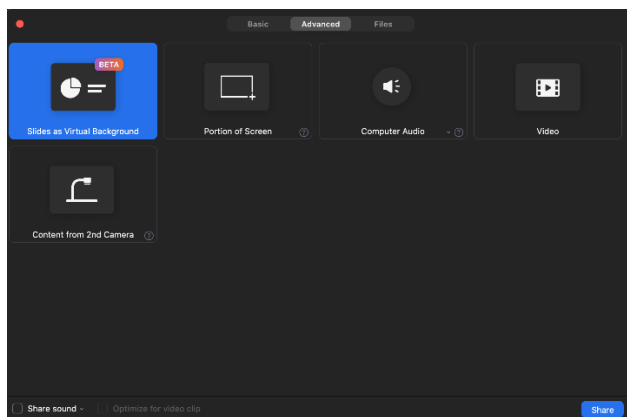 Basic Advanced Files
BETA
Slides as Virtual Background
Portion of Screen ?
Computer Audio ?
Video
Content from 2nd Camera ?
Share sound Optimize for video clip Share